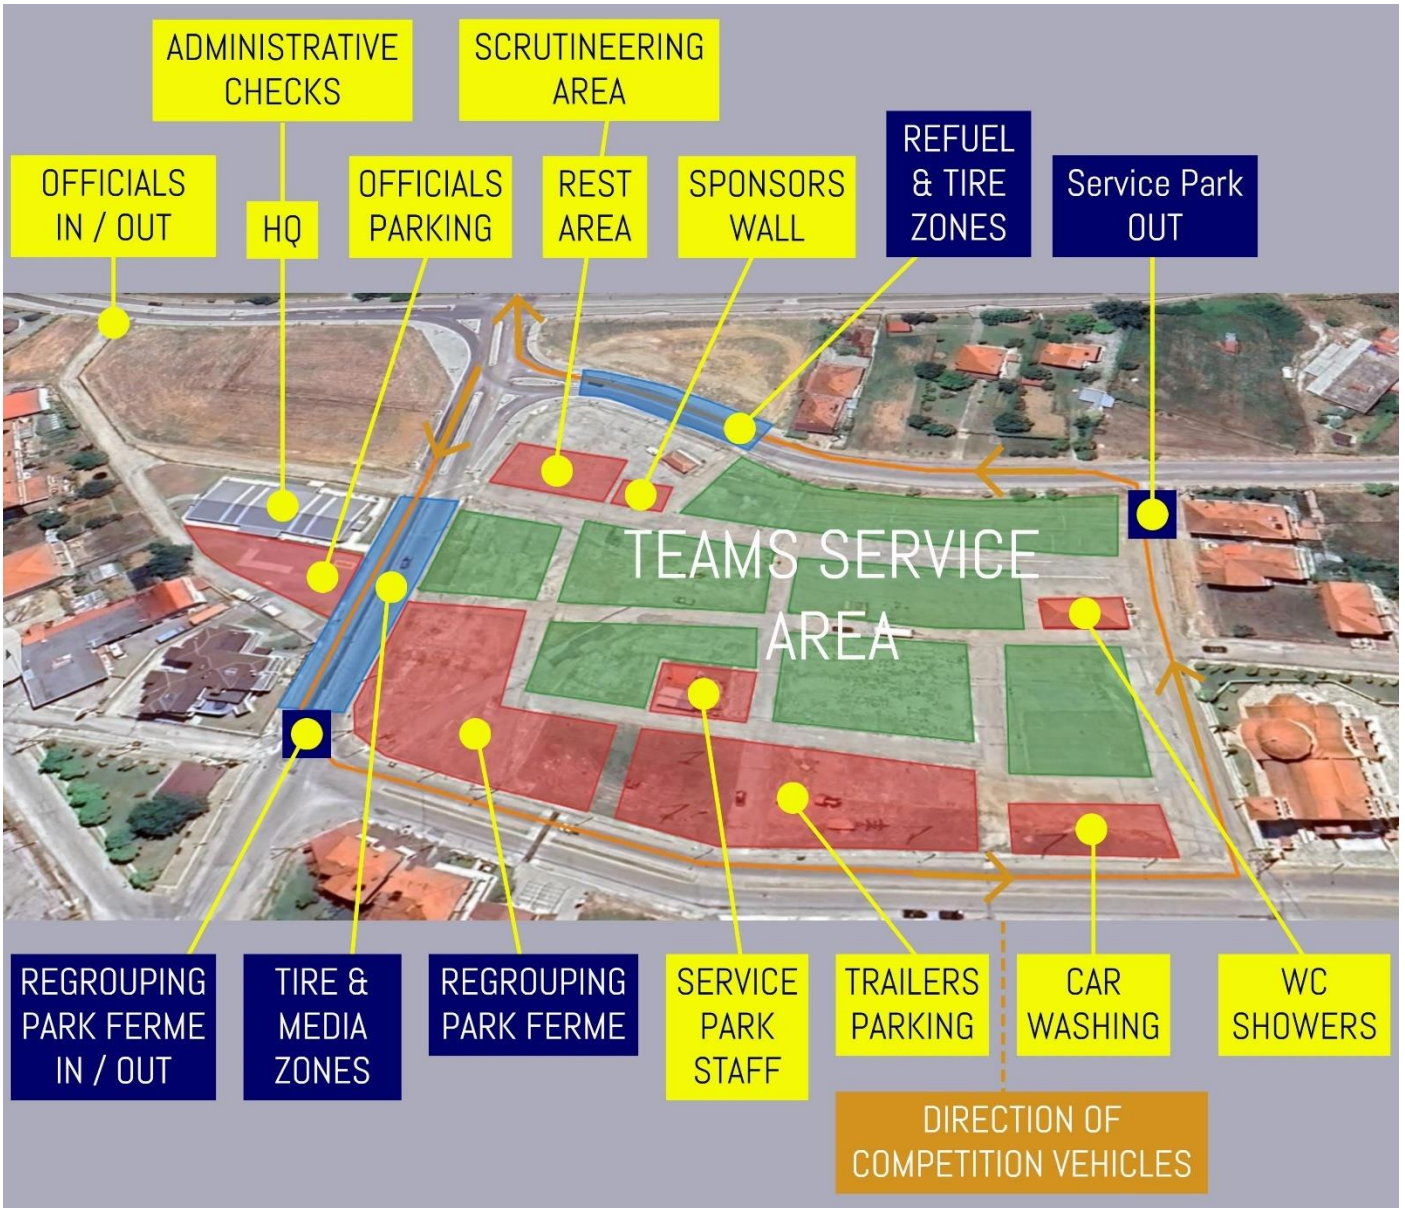 ADMINISTRATIVE
CHECKS
SCRUTINEERING
AREA
REFUEL
& TIRE
ZONES
OFFICIALS
IN / OUT
HQ
OFFICIALS
PARKING
REST
AREA
SPONSORS
WALL
Service Park
OUT
TEAMS SERVICE
AREA
REGROUPING
PARK FERME
IN / OUT
TIRE &
MEDIA
ZONES
REGROUPING
PARK FERME
SERVICE
PARK
STAFF
TRAILERS
PARKING
CAR
WASHING
WC
SHOWERS
DIRECTION OF
COMPETITION VEHICLES